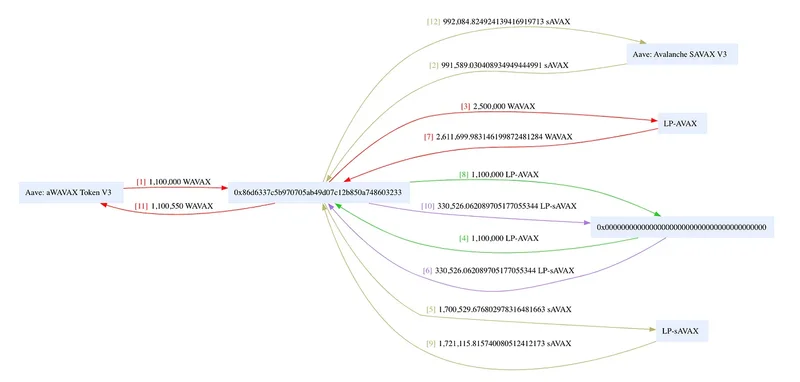 [12] 992,084.824924139416919713 sAVAX
Aave: Avalanche SAVAX V3
[2] 991,589.030408934949444991 sAVAX
[3] 2,500,000 WAVAX
LP-AVAX
[7] 2,611,699.983146199872481284 WAVAX
[1] 1,100,000 WAVAX
[8] 1,100,000 LP-AVAX
Aave: aWAVAX Token V3
0x86d6337c5b970705ab49d07c12b850a748603233
[11] 1,100,550 WAVAX
[10] 330,526.062089705177055344 LP-sAVAX
0x0000000000000000000000000000000000000000
[4] 1,100,000 LP-AVAX
[6] 330,526.062089705177055344 LP-sAVAX
[5] 1,700,529.676802978316481663 sAVAX
LP-sAVAX
[9] 1,721,115.815740080512412173 sAVAX